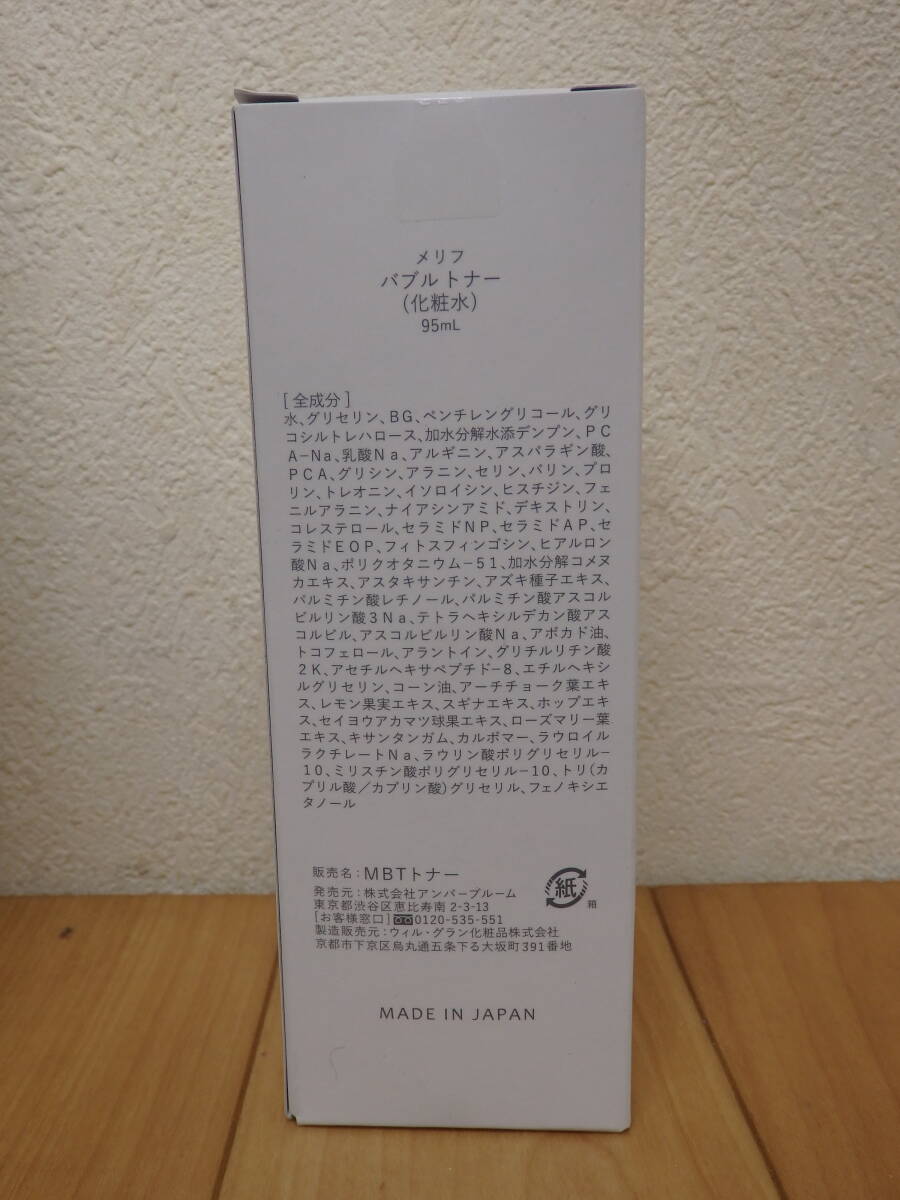 メリフ
バブルトナー
(化粧水)
95mL
[全成分]
水、グリセリン、BG、ペンチレングリコール、グリ
コシルトレハロース、加水分解水添デンプン、PC
A-Na、乳酸Na、アルギニン、アスパラギン酸、
PCA、グリシン、アラニン、セリン、バリン、プロ
リン、トレオニン、イソロイシン、ヒスチジン、フェ
ニルアラニン、ナイアシンアミド、デキストリン、
コレステロール、セラミドNP、セラミドAP、セ
ラミドEOP、フィトスフィンゴシン、ヒアルロン
酸Na、ポリクオタニウム-51、加水分解コメヌ
カエキス、アスタキサンチン、アズキ種子エキス、
パルミチン酸レチノール、パルミチン酸アスコル
ビルリン酸3Na、テトラヘキシルデカン酸アス
コルビル、アスコルビルリン酸Na、アボカド油、
トコフェロール、アラントイン、グリチルリチン酸
2K、アセチルヘキサペプチド-8、エチルヘキシ
ルグリセリン、コーン油、アーチチョーク葉エキ
ス、レモン果実エキス、スギナエキス、ホップエキ
ス、セイヨウアカマツ球果エキス、ローズマリー葉
エキス、キサンタンガム、カルボマー、ラウロイル
ラクチレートNa、ラウリン酸ポリグリセリル-
10、ミリスチン酸ポリグリセリル-10、トリ(カ
プリル酸/カプリン酸)グリセリル、フェノキシエ
タノール
販売名:MBTトナー
発売元:株式会社アンバーブルーム
東京都渋谷区恵比寿南2-3-13
[お客様窓口]0120-535-551
製造販売元:ウィル・グラン化粧品株式会社
京都市下京区烏丸通五条下る大坂町391番地
紙
箱
MADE IN JAPAN